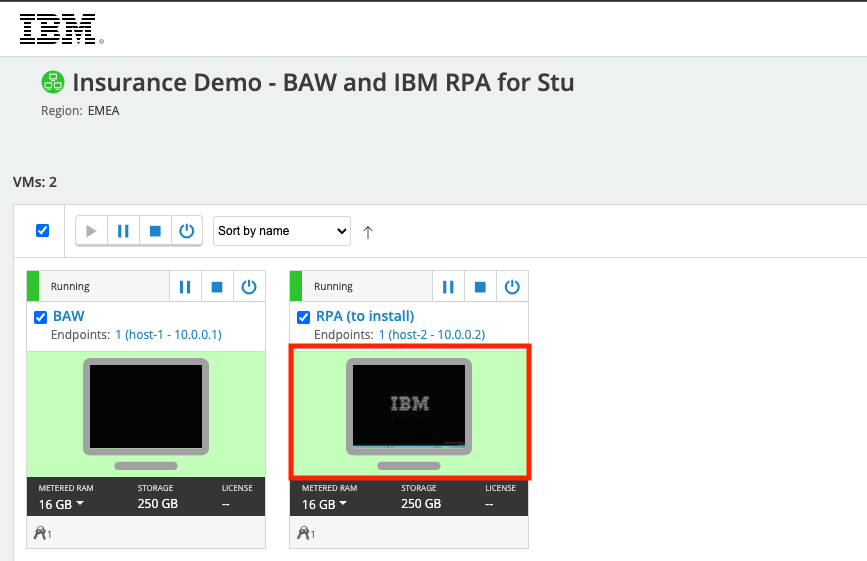 IBM
Insurance Demo - BAW and IBM RPA for Stu
Region: EMEA
VMs: 2
Sort by name ↑
Running
BAW
Endpoints: 1 (host-1 - 10.0.0.1)
METERED RAM STORAGE LICENSE
16 GB 250 GB --
1
Running
RPA (to install)
Endpoints: 1 (host-2 - 10.0.0.2)
IBM
METERED RAM STORAGE LICENSE
16 GB 250 GB --
1